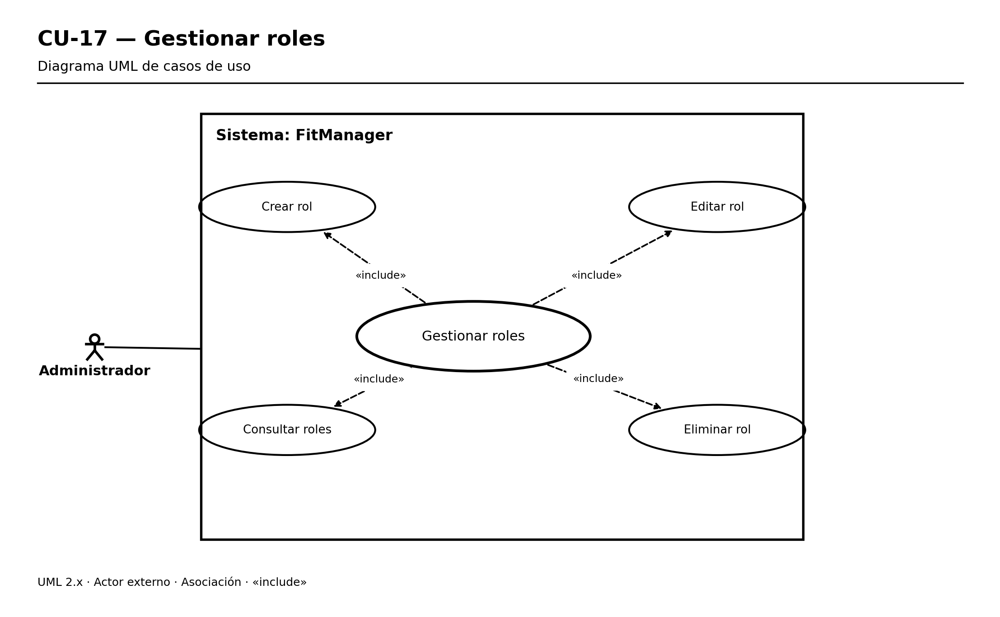 CU-17 — Gestionar roles
Diagrama UML de casos de uso
Sistema: FitManager
Crear rol
Editar rol
«include»
«include»
Gestionar roles
Administrador
«include»
«include»
Consultar roles
Eliminar rol
UML 2.x · Actor externo · Asociación · «include»